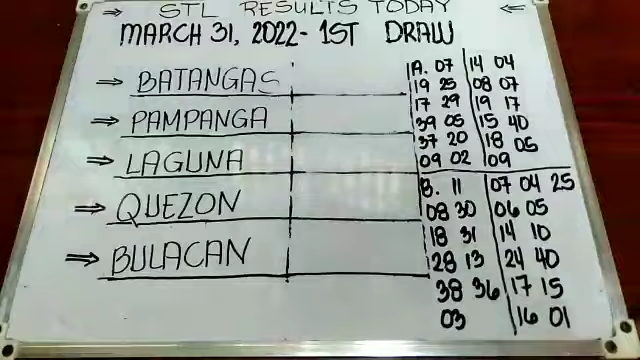 ⇒ STL RESULTS TODAY ⇐
MARCH 31, 2022- 1ST DRAW
⇒ BATANGAS
⇒ PAMPANGA
⇒ LAGUNA
⇒ QUEZON
⇒ BULACAN
A. 07 14 04
19 25 08 07
17 29 19 17
39 05 15 40
37 20 18 05
09 02 09
B. 11 07 04 25
08 30 06 05
18 31 14 10
28 13 24 40
38 36 17 15
03 16 01